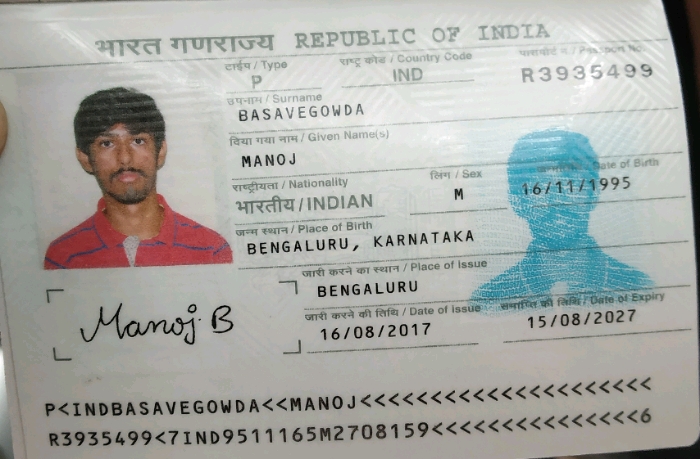 भारत गणराज्य REPUBLIC OF INDIA
टाईप / Type राष्ट्र कोड / Country Code पासपोर्ट नं. / Passport No.
P IND R3935499
उपनाम / Surname
BASAVEGOWDA
दिया गया नाम / Given Name(s)
MANOJ
राष्ट्रीयता / Nationality लिंग / Sex Date of Birth
भारतीय / INDIAN M 16/11/1995
जन्म स्थान / Place of Birth
BENGALURU, KARNATAKA
जारी करने का स्थान / Place of Issue
BENGALURU
जारी करने की तिथि / Date of Issue समाप्ति की तिथि / Date of Expiry
16/08/2017 15/08/2027
Manoj. B
P<INDBASAVEGOWDA<<MANOJ<<<<<<<<<<<<<<<<<<<<<
R3935499<7IND9511165M2708159<<<<<<<<<<<<<<<6